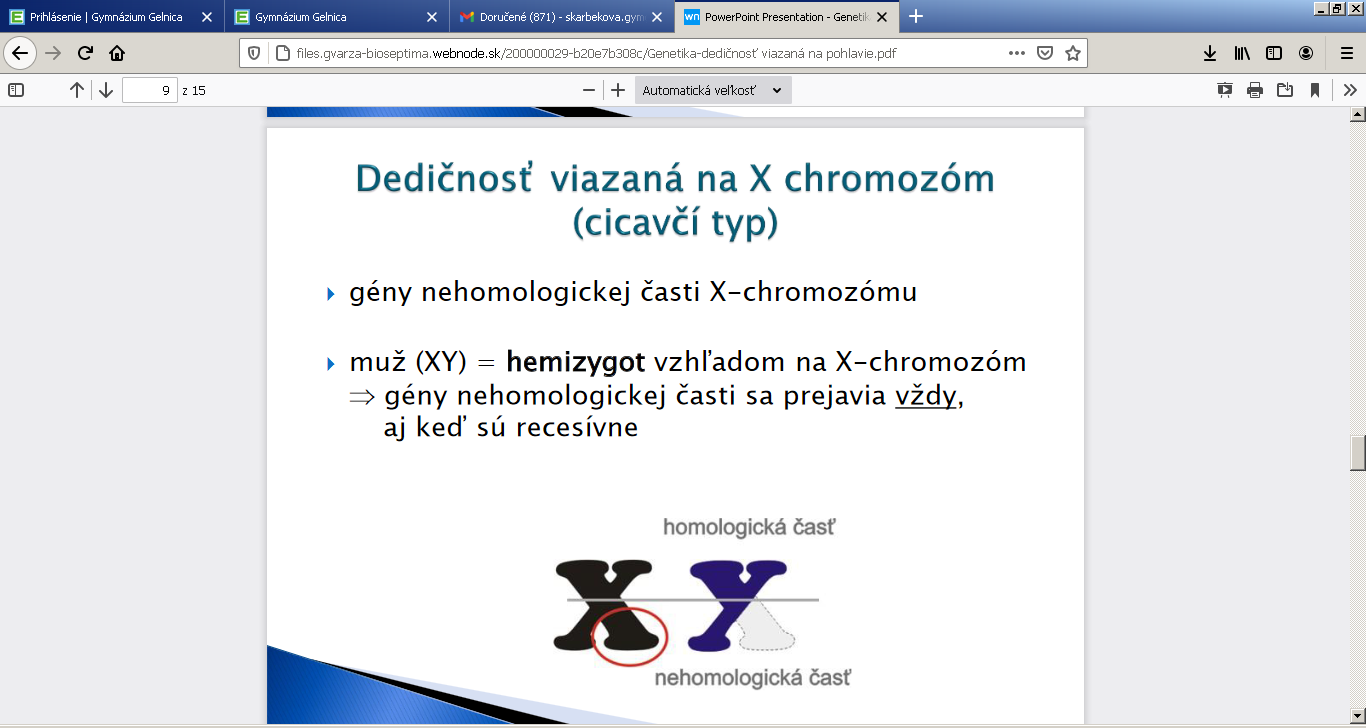 Prihlásenie | Gymnázium Gelnica
Gymnázium Gelnica
Doručené (871) - skarbekova.gym
PowerPoint Presentation - Genetik
files.gvarza-bioseptima.webnode.sk/200000029-b20e7b308c/Genetika-dedičnosť viazaná na pohlavie.pdf
9 z 15
Automatická veľkosť
Dedičnosť viazaná na X chromozóm
(cicavčí typ)
gény nehomologickej časti X-chromozómu
muž (XY) = hemizygot vzhľadom na X-chromozóm
⇒ gény nehomologickej časti sa prejavia vždy,
aj keď sú recesívne
homologická časť
X Y
nehomologická časť